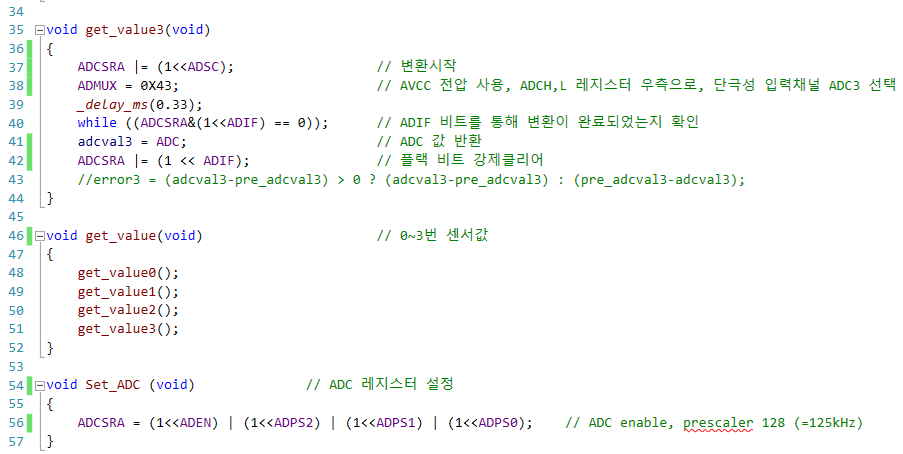 34
35 void get_value3(void)
36 {
37 ADCSRA |= (1<<ADSC); // 변환시작
38 ADMUX = 0X43; // AVCC 전압 사용, ADCH,L 레지스터 우측으로, 단극성 입력채널 ADC3 선택
39 _delay_ms(0.33);
40 while ((ADCSRA&(1<<ADIF) == 0)); // ADIF 비트를 통해 변환이 완료되었는지 확인
41 adcval3 = ADC; // ADC 값 반환
42 ADCSRA |= (1 << ADIF); // 플랙 비트 강제클리어
43 //error3 = (adcval3-pre_adcval3) > 0 ? (adcval3-pre_adcval3) : (pre_adcval3-adcval3);
44 }
45
46 void get_value(void) // 0~3번 센서값
47 {
48 get_value0();
49 get_value1();
50 get_value2();
51 get_value3();
52 }
53
54 void Set_ADC (void) // ADC 레지스터 설정
55 {
56 ADCSRA = (1<<ADEN) | (1<<ADPS2) | (1<<ADPS1) | (1<<ADPS0); // ADC enable, prescaler 128 (=125kHz)
57 }